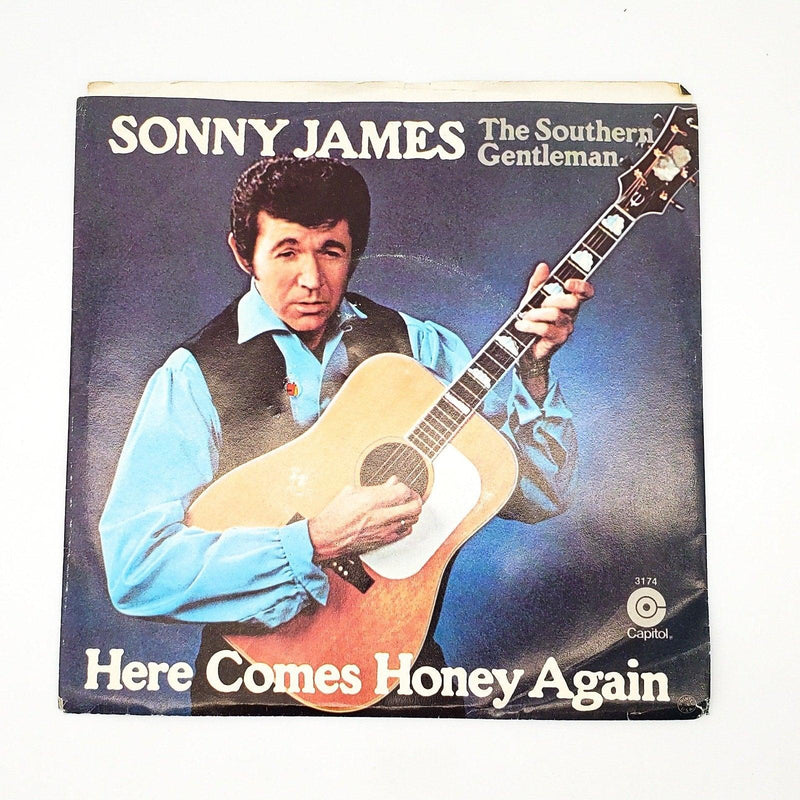 SONNY JAMES
The Southern
Gentleman
3174
Capitol®
Here Comes Honey Again